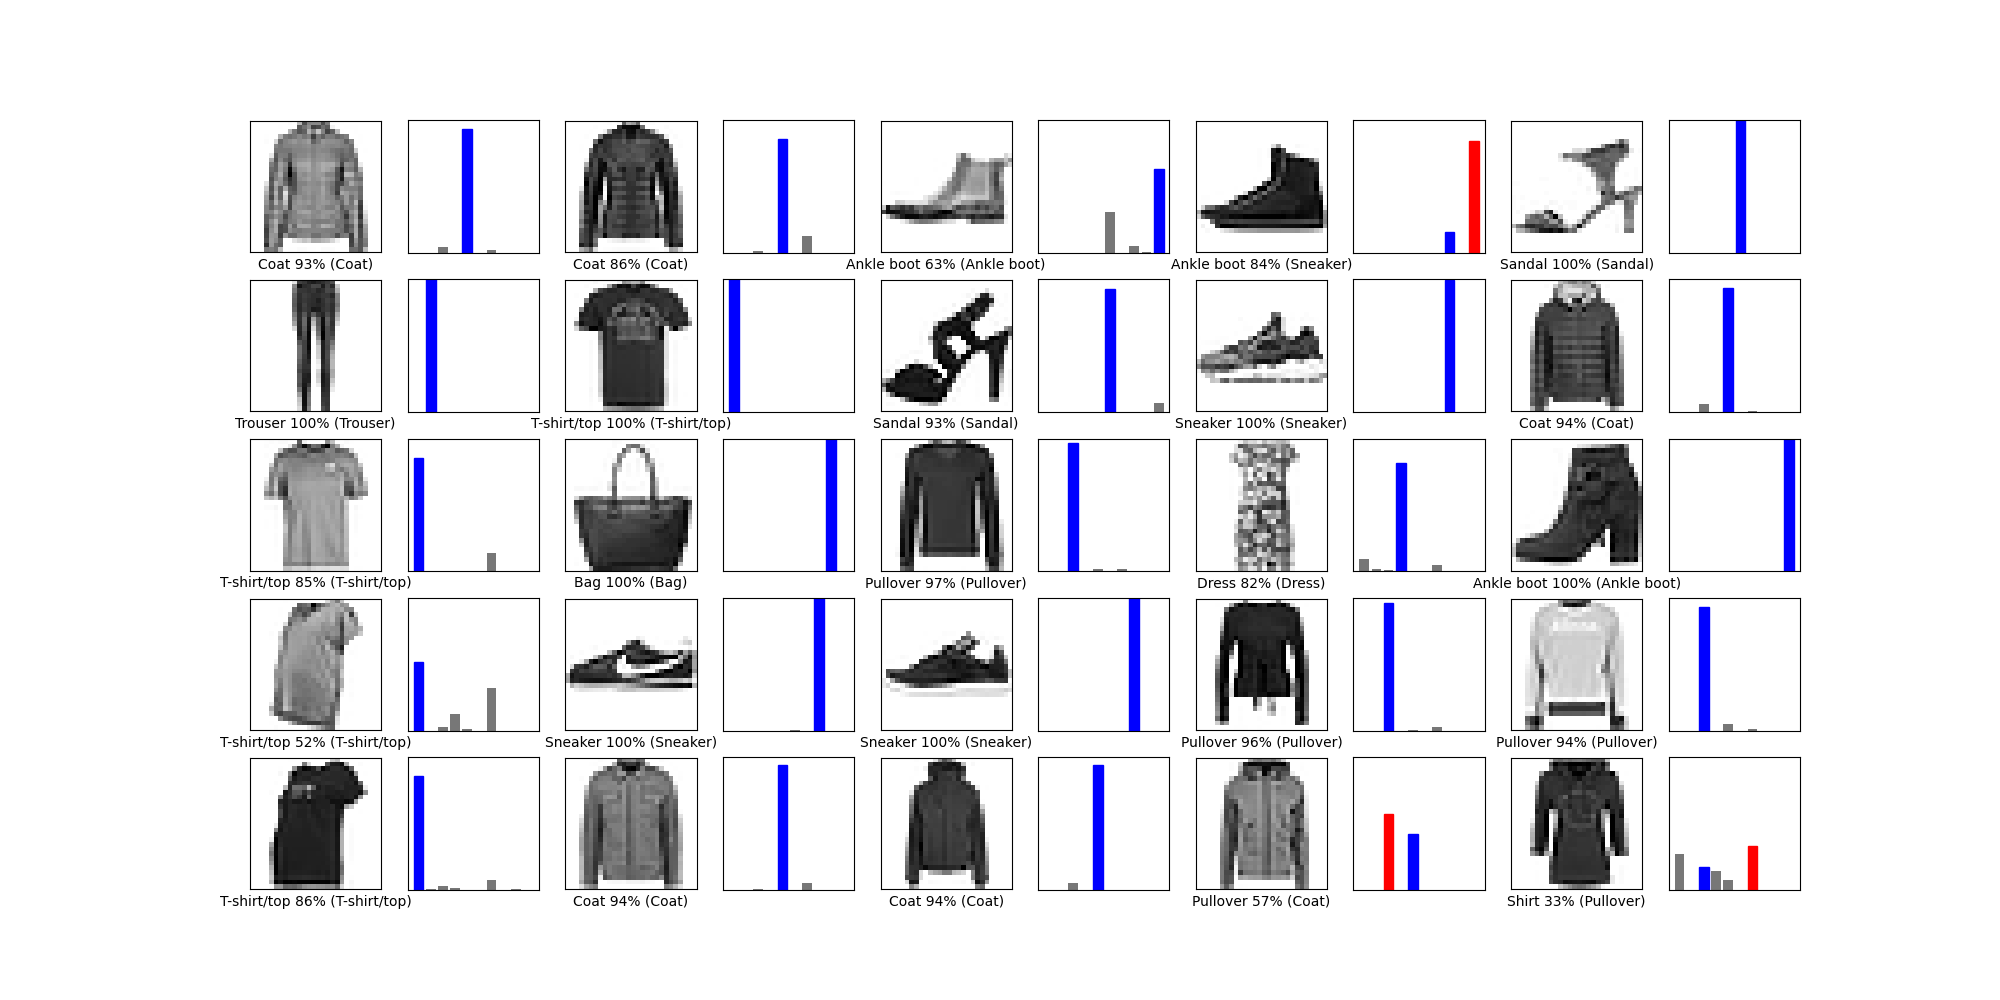 Coat 93% (Coat)
Coat 86% (Coat)
Ankle boot 63% (Ankle boot)
Ankle boot 84% (Sneaker)
Sandal 100% (Sandal)
Trouser 100% (Trouser)
T-shirt/top 100% (T-shirt/top)
Sandal 93% (Sandal)
Sneaker 100% (Sneaker)
Coat 94% (Coat)
T-shirt/top 85% (T-shirt/top)
Bag 100% (Bag)
Pullover 97% (Pullover)
Dress 82% (Dress)
Ankle boot 100% (Ankle boot)
T-shirt/top 52% (T-shirt/top)
Sneaker 100% (Sneaker)
Sneaker 100% (Sneaker)
Pullover 96% (Pullover)
Pullover 94% (Pullover)
T-shirt/top 86% (T-shirt/top)
Coat 94% (Coat)
Coat 94% (Coat)
Pullover 57% (Coat)
Shirt 33% (Pullover)